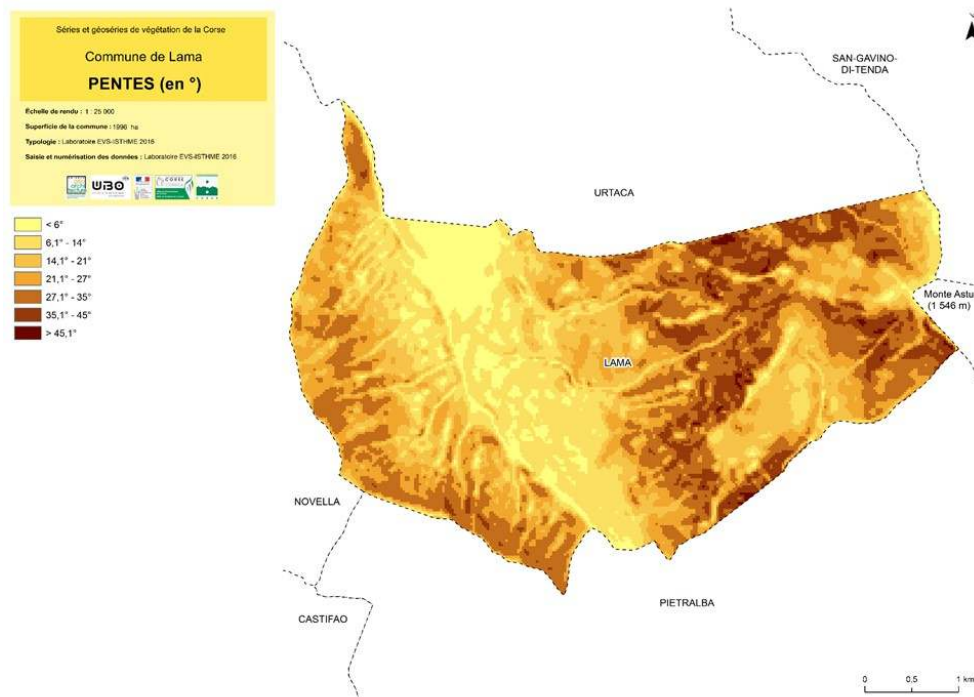 Séries et géoséries de végétation de la Corse
Commune de Lama
PENTES (en °)
Échelle de rendu : 1 : 25 000
Superficie de la commune : 1996 ha
Typologie : Laboratoire EVS-ISTHME 2016
Saisie et numérisation des données : Laboratoire EVS-ISTHME 2016
UBO
< 6°
6,1° - 14°
14,1° - 21°
21,1° - 27°
27,1° - 35°
35,1° - 45°
> 45,1°
SAN-GAVINO-
DI-TENDA
URTACA
Monte Astu
(1 546 m)
LAMA
NOVELLA
PIETRALBA
CASTIFAO
0 0,5 1 km